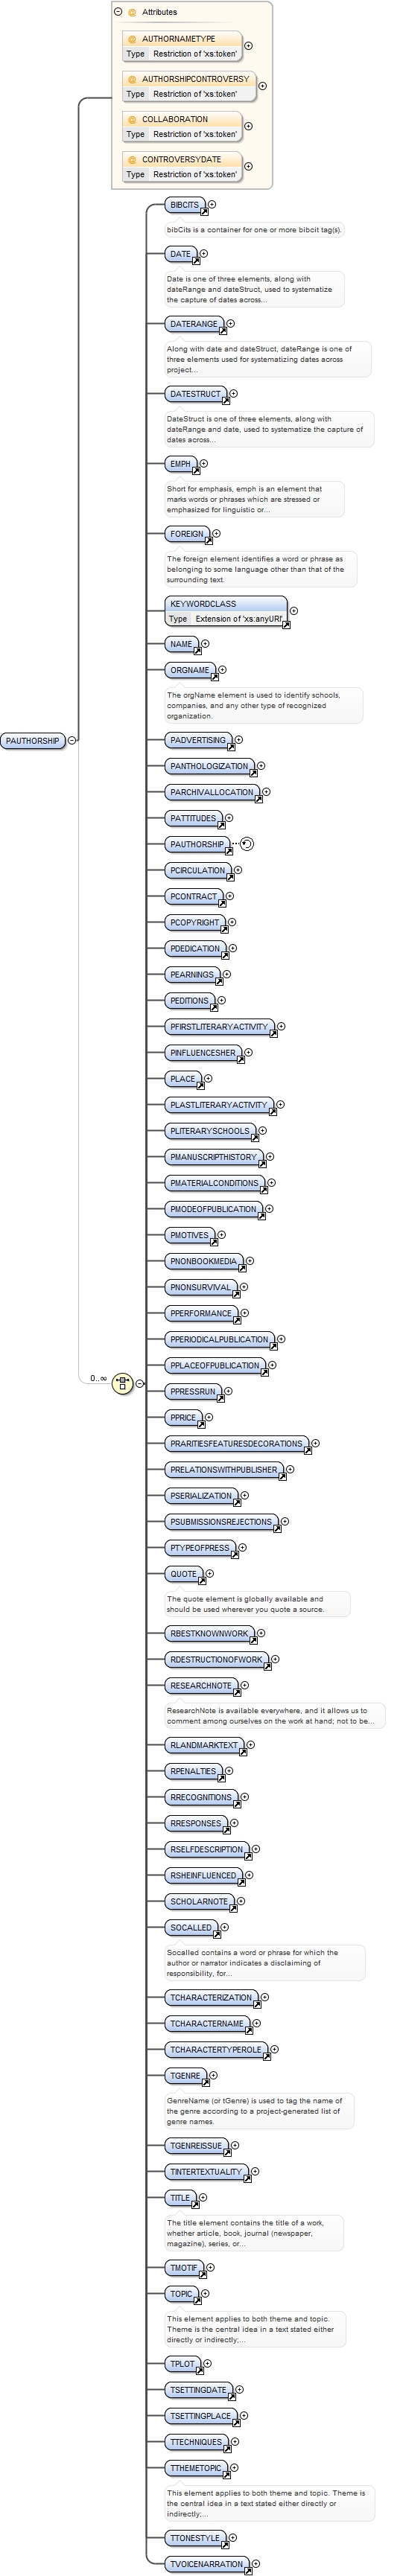 Attributes
@ AUTHORNAMETYPE
Type Restriction of 'xs:token'
@ AUTHORSHIPCONTROVERSY
Type Restriction of 'xs:token'
@ COLLABORATION
Type Restriction of 'xs:token'
@ CONTROVERSYDATE
Type Restriction of 'xs:token'
BIBCITS
bibCits is a container for one or more bibcit tag(s).
DATE
Date is one of three elements, along with
dateRange and dateStruct, used to systematize
the capture of dates across...
DATERANGE
Along with date and dateStruct, dateRange is one of
three elements used for systematizing dates across
project...
DATESTRUCT
DateStruct is one of three elements, along with
dateRange and date, used to systematize the capture of
dates across...
EMPH
Short for emphasis, emph is an element that
marks words or phrases which are stressed or
emphasized for linguistic or...
FOREIGN
The foreign element identifies a word or phrase as
belonging to some language other than that of the
surrounding text.
KEYWORDCLASS
Type Extension of 'xs:anyURI'
NAME
ORGNAME
The orgName element is used to identify schools,
companies, and any other type of recognized
organization.
PAUTHORSHIP
PADVERTISING
PANTHOLOGIZATION
PARCHIVALLOCATION
PATTITUDES
PAUTHORSHIP
PCIRCULATION
PCONTRACT
PCOPYRIGHT
PDEDICATION
PEARNINGS
PEDITIONS
PFIRSTLITERARYACTIVITY
PINFLUENCESHER
PLACE
PLASTLITERARYACTIVITY
PLITERARYSCHOOLS
PMANUSCRIPTHISTORY
PMATERIALCONDITIONS
PMODEOFPUBLICATION
PMOTIVES
PNONBOOKMEDIA
PNONSURVIVAL
PPERFORMANCE
PPERIODICALPUBLICATION
PPLACEOFPUBLICATION
0..∞
PPRESSRUN
PPRICE
PRARITIESFEATURESDECORATIONS
PRELATIONSWITHPUBLISHER
PSERIALIZATION
PSUBMISSIONSREJECTIONS
PTYPEOFPRESS
QUOTE
The quote element is globally available and
should be used wherever you quote a source.
RBESTKNOWNWORK
RDESTRUCTIONOFWORK
RESEARCHNOTE
ResearchNote is available everywhere, and it allows us to
comment among ourselves on the work at hand; not to be...
RLANDMARKTEXT
RPENALTIES
RRECOGNITIONS
RRESPONSES
RSELFDESCRIPTION
RSHEINFLUENCED
SCHOLARNOTE
SOCALLED
Socalled contains a word or phrase for which the
author or narrator indicates a disclaiming of
responsibility, for...
TCHARACTERIZATION
TCHARACTERNAME
TCHARACTERTYPEROLE
TGENRE
GenreName (or tGenre) is used to tag the name of
the genre according to a project-generated list of
genre names.
TGENREISSUE
TINTERTEXTUALITY
TITLE
The title element contains the title of a work,
whether article, book, journal (newspaper,
magazine), series, or...
TMOTIF
TOPIC
This element applies to both theme and topic.
Theme is the central idea in a text stated either
directly or indirectly;...
TPLOT
TSETTINGDATE
TSETTINGPLACE
TTECHNIQUES
TTHEMETOPIC
This element applies to both theme and topic. Theme is
the central idea in a text stated either directly or
indirectly;...
TTONESTYLE
TVOICENARRATION